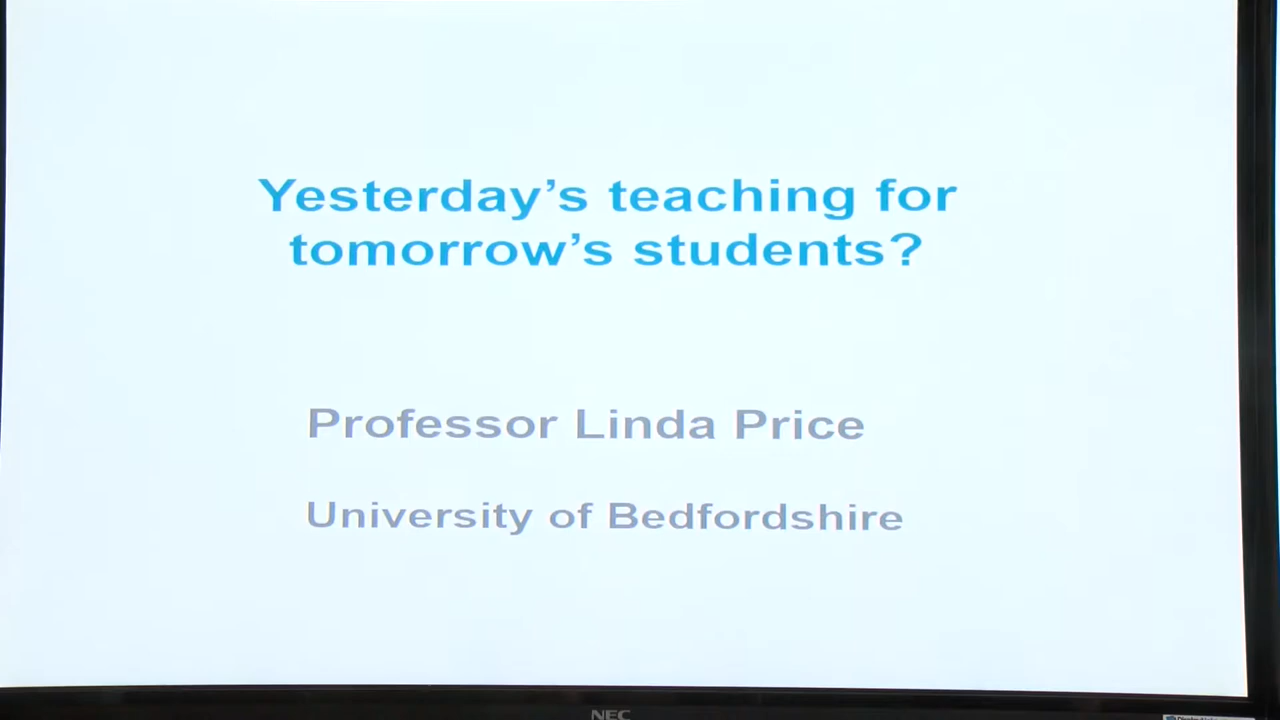 Yesterday’s teaching for
tomorrow’s students?
Professor Linda Price
University of Bedfordshire
NEC